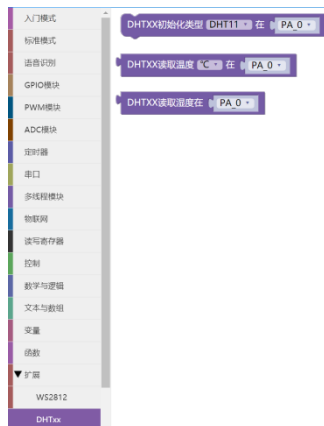 入门模式
标准模式
语音识别
GPIO模块
PWM模块
ADC模块
定时器
串口
多线程模块
物联网
读写寄存器
控制
数学与逻辑
文本与数组
变量
函数
扩展
WS2812
DHTxx
DHTXX初始化类型 DHT11 在 PA_0
DHTXX读取温度 ℃ 在 PA_0
DHTXX读取湿度在 PA_0